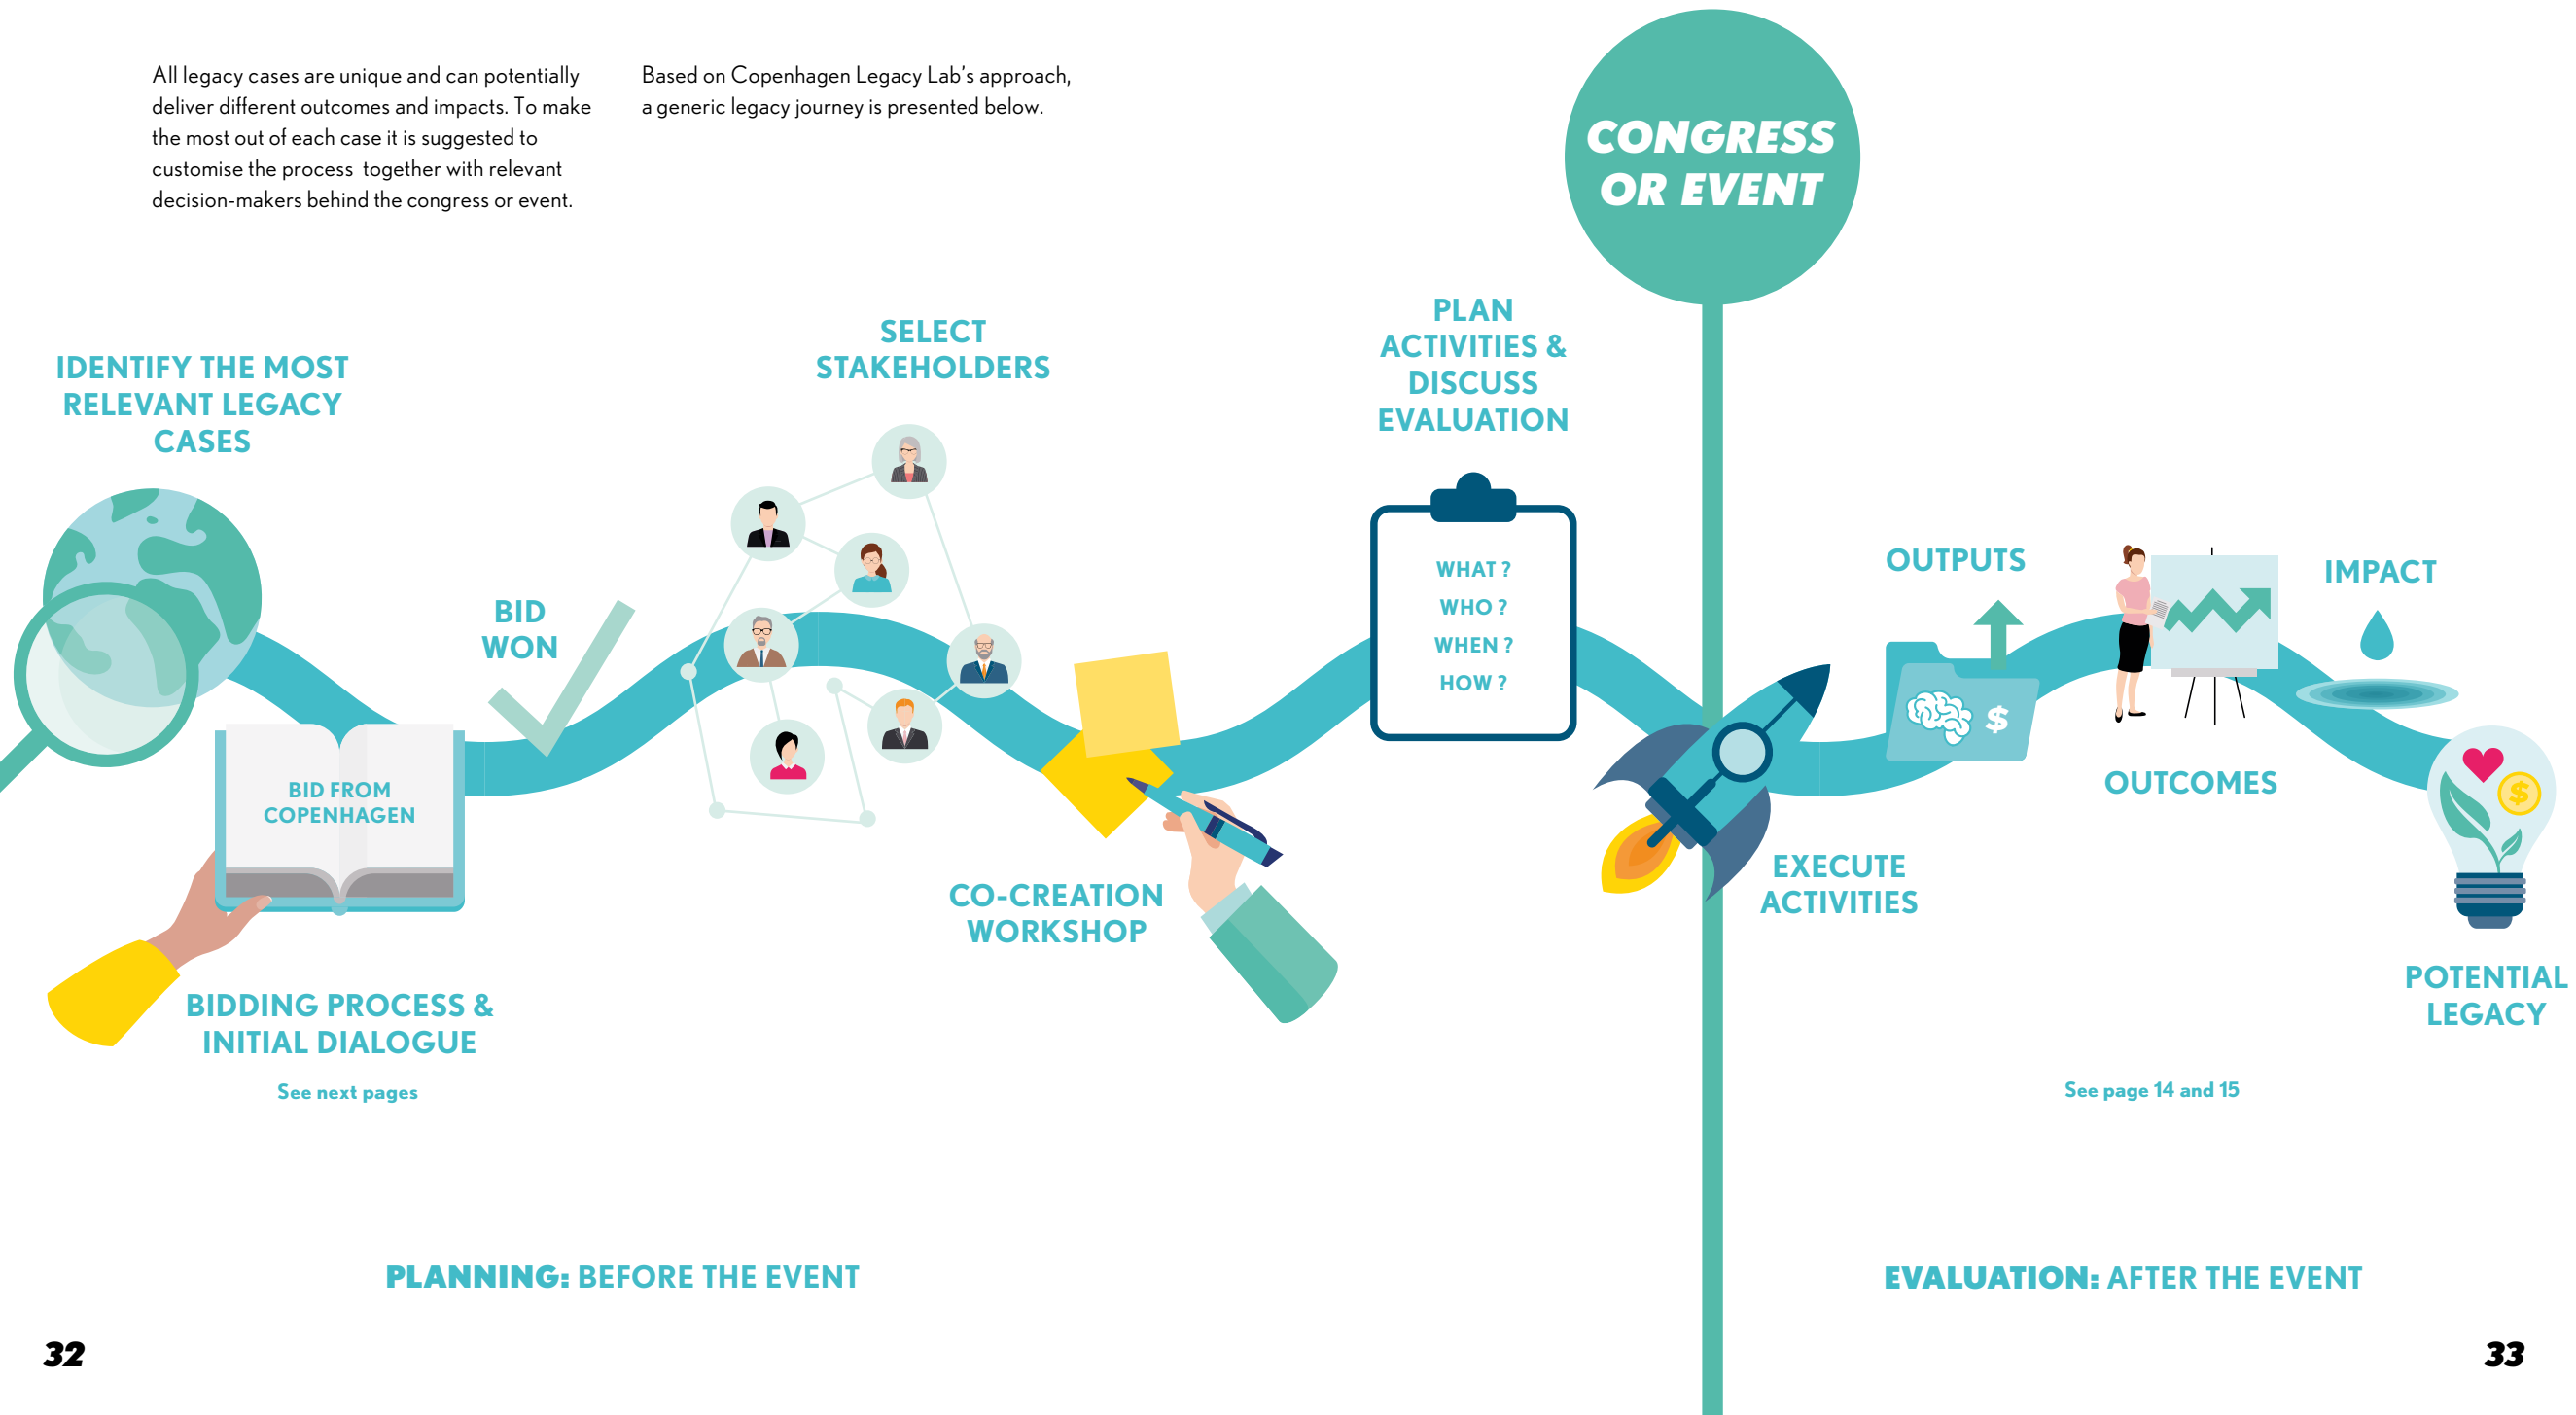 All legacy cases are unique and can potentially
deliver different outcomes and impacts. To make
the most out of each case it is suggested to
customise the process together with relevant
decision-makers behind the congress or event.
Based on Copenhagen Legacy Lab's approach,
a generic legacy journey is presented below.
CONGRESS
OR EVENT
IDENTIFY THE MOST
RELEVANT LEGACY
CASES
BID FROM
COPENHAGEN
BIDDING PROCESS &
INITIAL DIALOGUE
See next pages
BID
WON
SELECT
STAKEHOLDERS
CO-CREATION
WORKSHOP
PLAN
ACTIVITIES &
DISCUSS
EVALUATION
WHAT ?
WHO ?
WHEN ?
HOW ?
EXECUTE
ACTIVITIES
OUTPUTS
$
OUTCOMES
IMPACT
$
POTENTIAL
LEGACY
See page 14 and 15
PLANNING: BEFORE THE EVENT
EVALUATION: AFTER THE EVENT
32
33